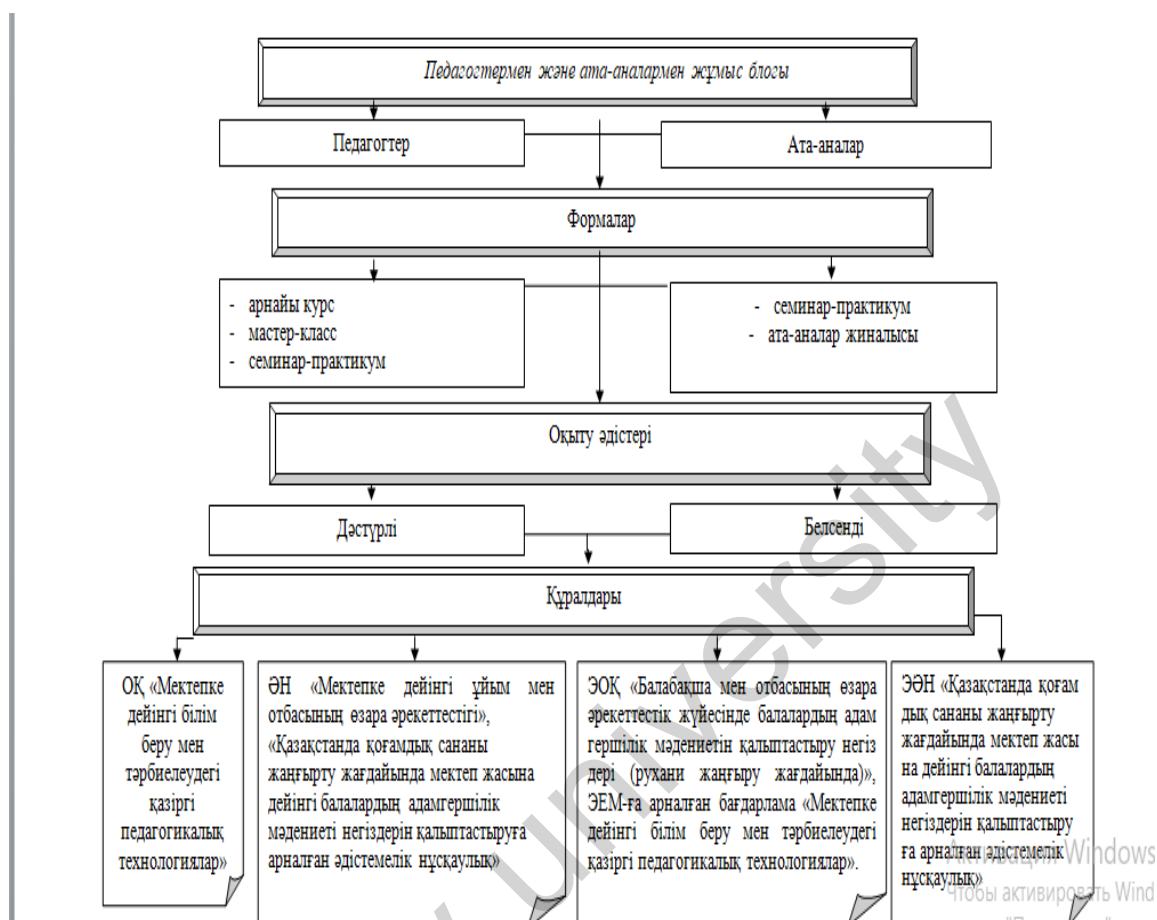 Педагогтермен және ата-аналармен жұмыс блогы
Педагогтер
Ата-аналар
Формалар
- арнайы курс
- мастер-класс
- семинар-практикум
- семинар-практикум
- ата-аналар жиналысы
Оқыту әдістері
Дәстүрлі
Белсенді
Құралдары
ОҚ «Мектепке
дейінгі білім
беру мен
тәрбиелеудегі
қазіргі
педагогикалық
технологиялар»
ӘН «Мектепке дейінгі ұйым мен
отбасының өзара әрекеттестігі»,
«Қазақстанда қоғамдық сананы
жаңғырту жағдайында мектеп жасына
дейінгі балалардың адамгершілік
мәдениеті негіздерін қалыптастыруға
арналған әдістемелік нұсқаулық»
ЭОҚ «Балабақша мен отбасының өзара
әрекеттестік жүйесінде балалардың адам
гершілік мәдениетін қалыптастыру негіз
дері (рухани жаңғыру жағдайында)»,
ЭЕМ-ға арналған бағдарлама «Мектепке
дейінгі білім беру мен тәрбиелеудегі
қазіргі педагогикалық технологиялар».
ЭӘН «Қазақстанда қоғам
дық сананы жаңғырту
жағдайында мектеп жасы
на дейінгі балалардың
адамгершілік мәдениеті
негіздерін қалыптастыру
ға арналған әдістемелік
нұсқаулық»
university
Активация Windows
Чтобы активировать Wind